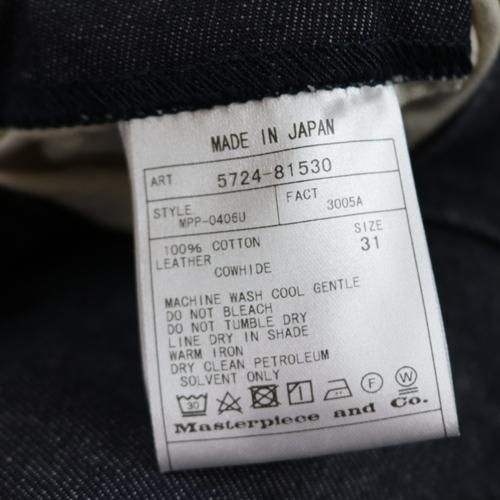 MADE IN JAPAN
ART 5724-81530
STYLE MPP-0406U
FACT 3005A
SIZE 31
100% COTTON
LEATHER
COWHIDE
MACHINE WASH COOL GENTLE
DO NOT BLEACH
DO NOT TUMBLE DRY
LINE DRY IN SHADE
WARM IRON
DRY CLEAN PETROLEUM
SOLVENT ONLY
30 F W
Masterpiece and Co.